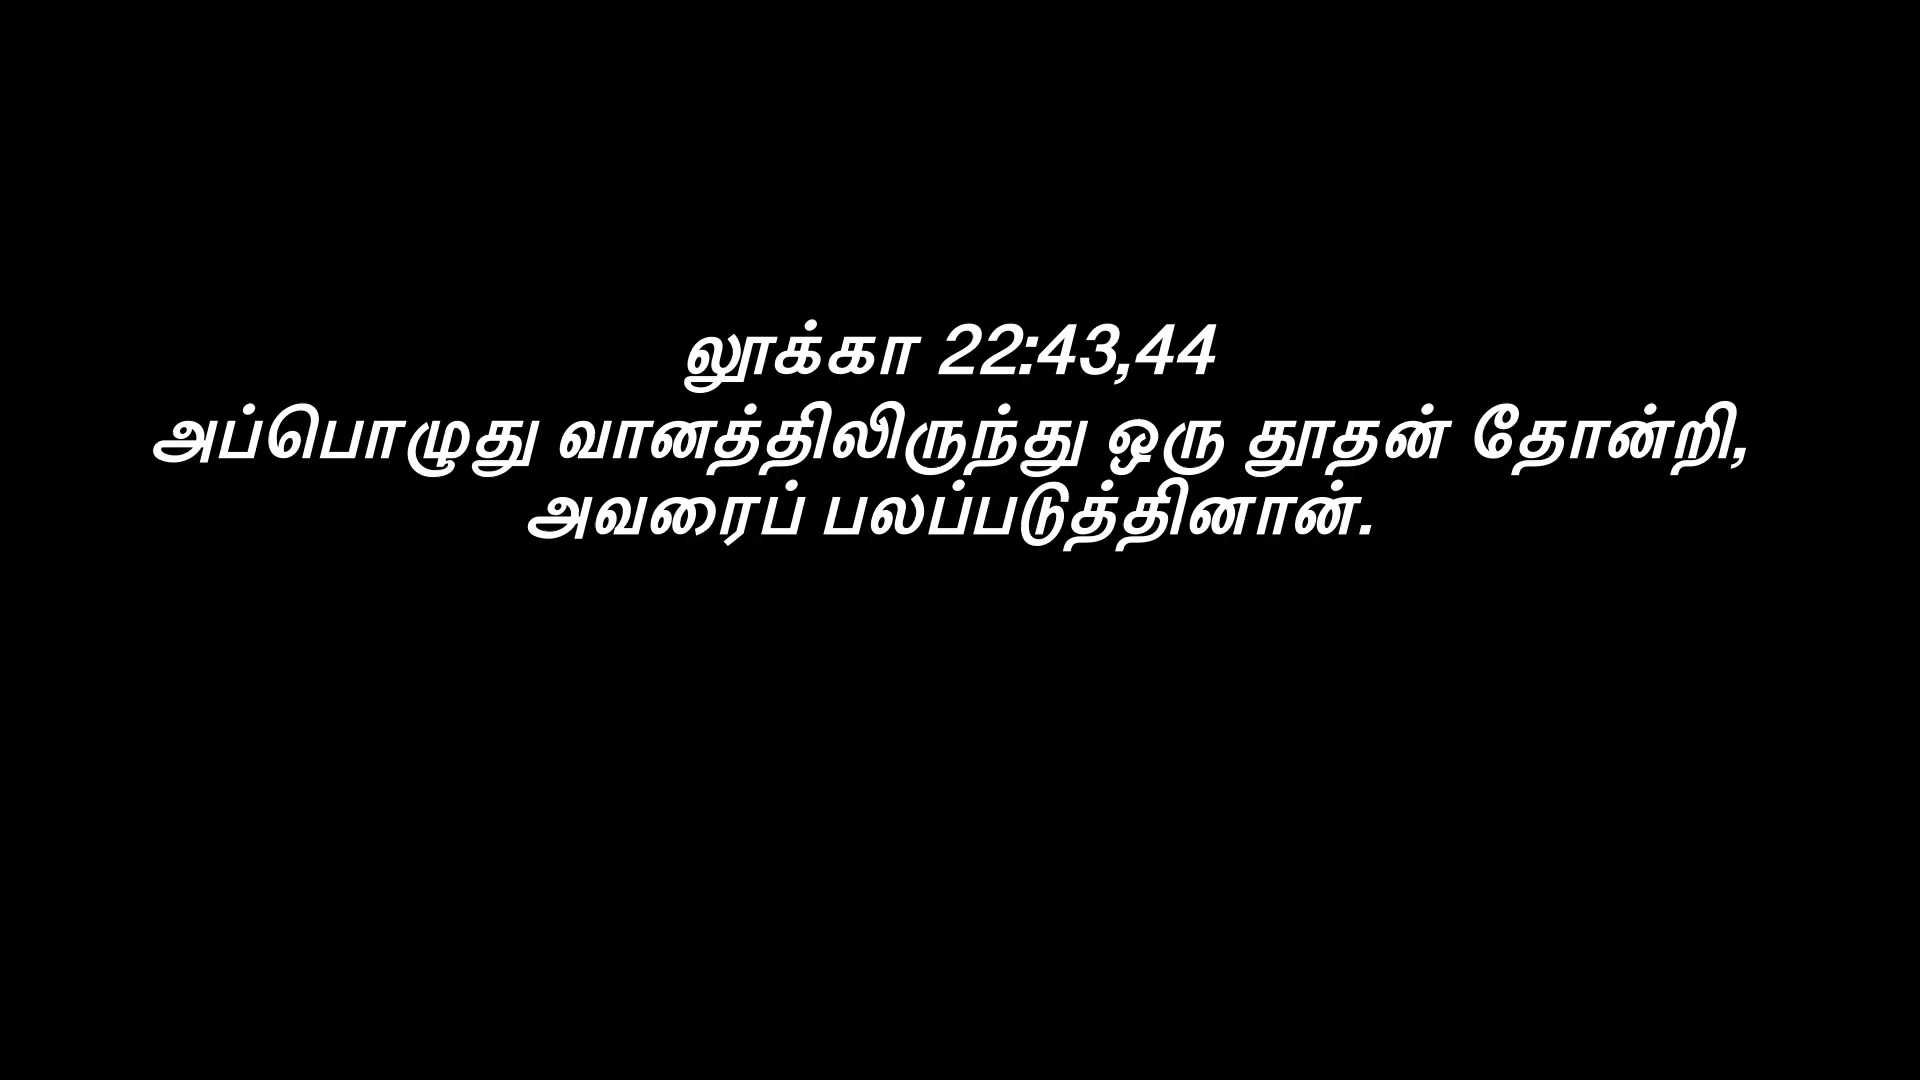 லூக்கா 22:43,44
அப்பொழுது வானத்திலிருந்து ஒரு தூதன் தோன்றி,
அவரைப் பலப்படுத்தினான்.